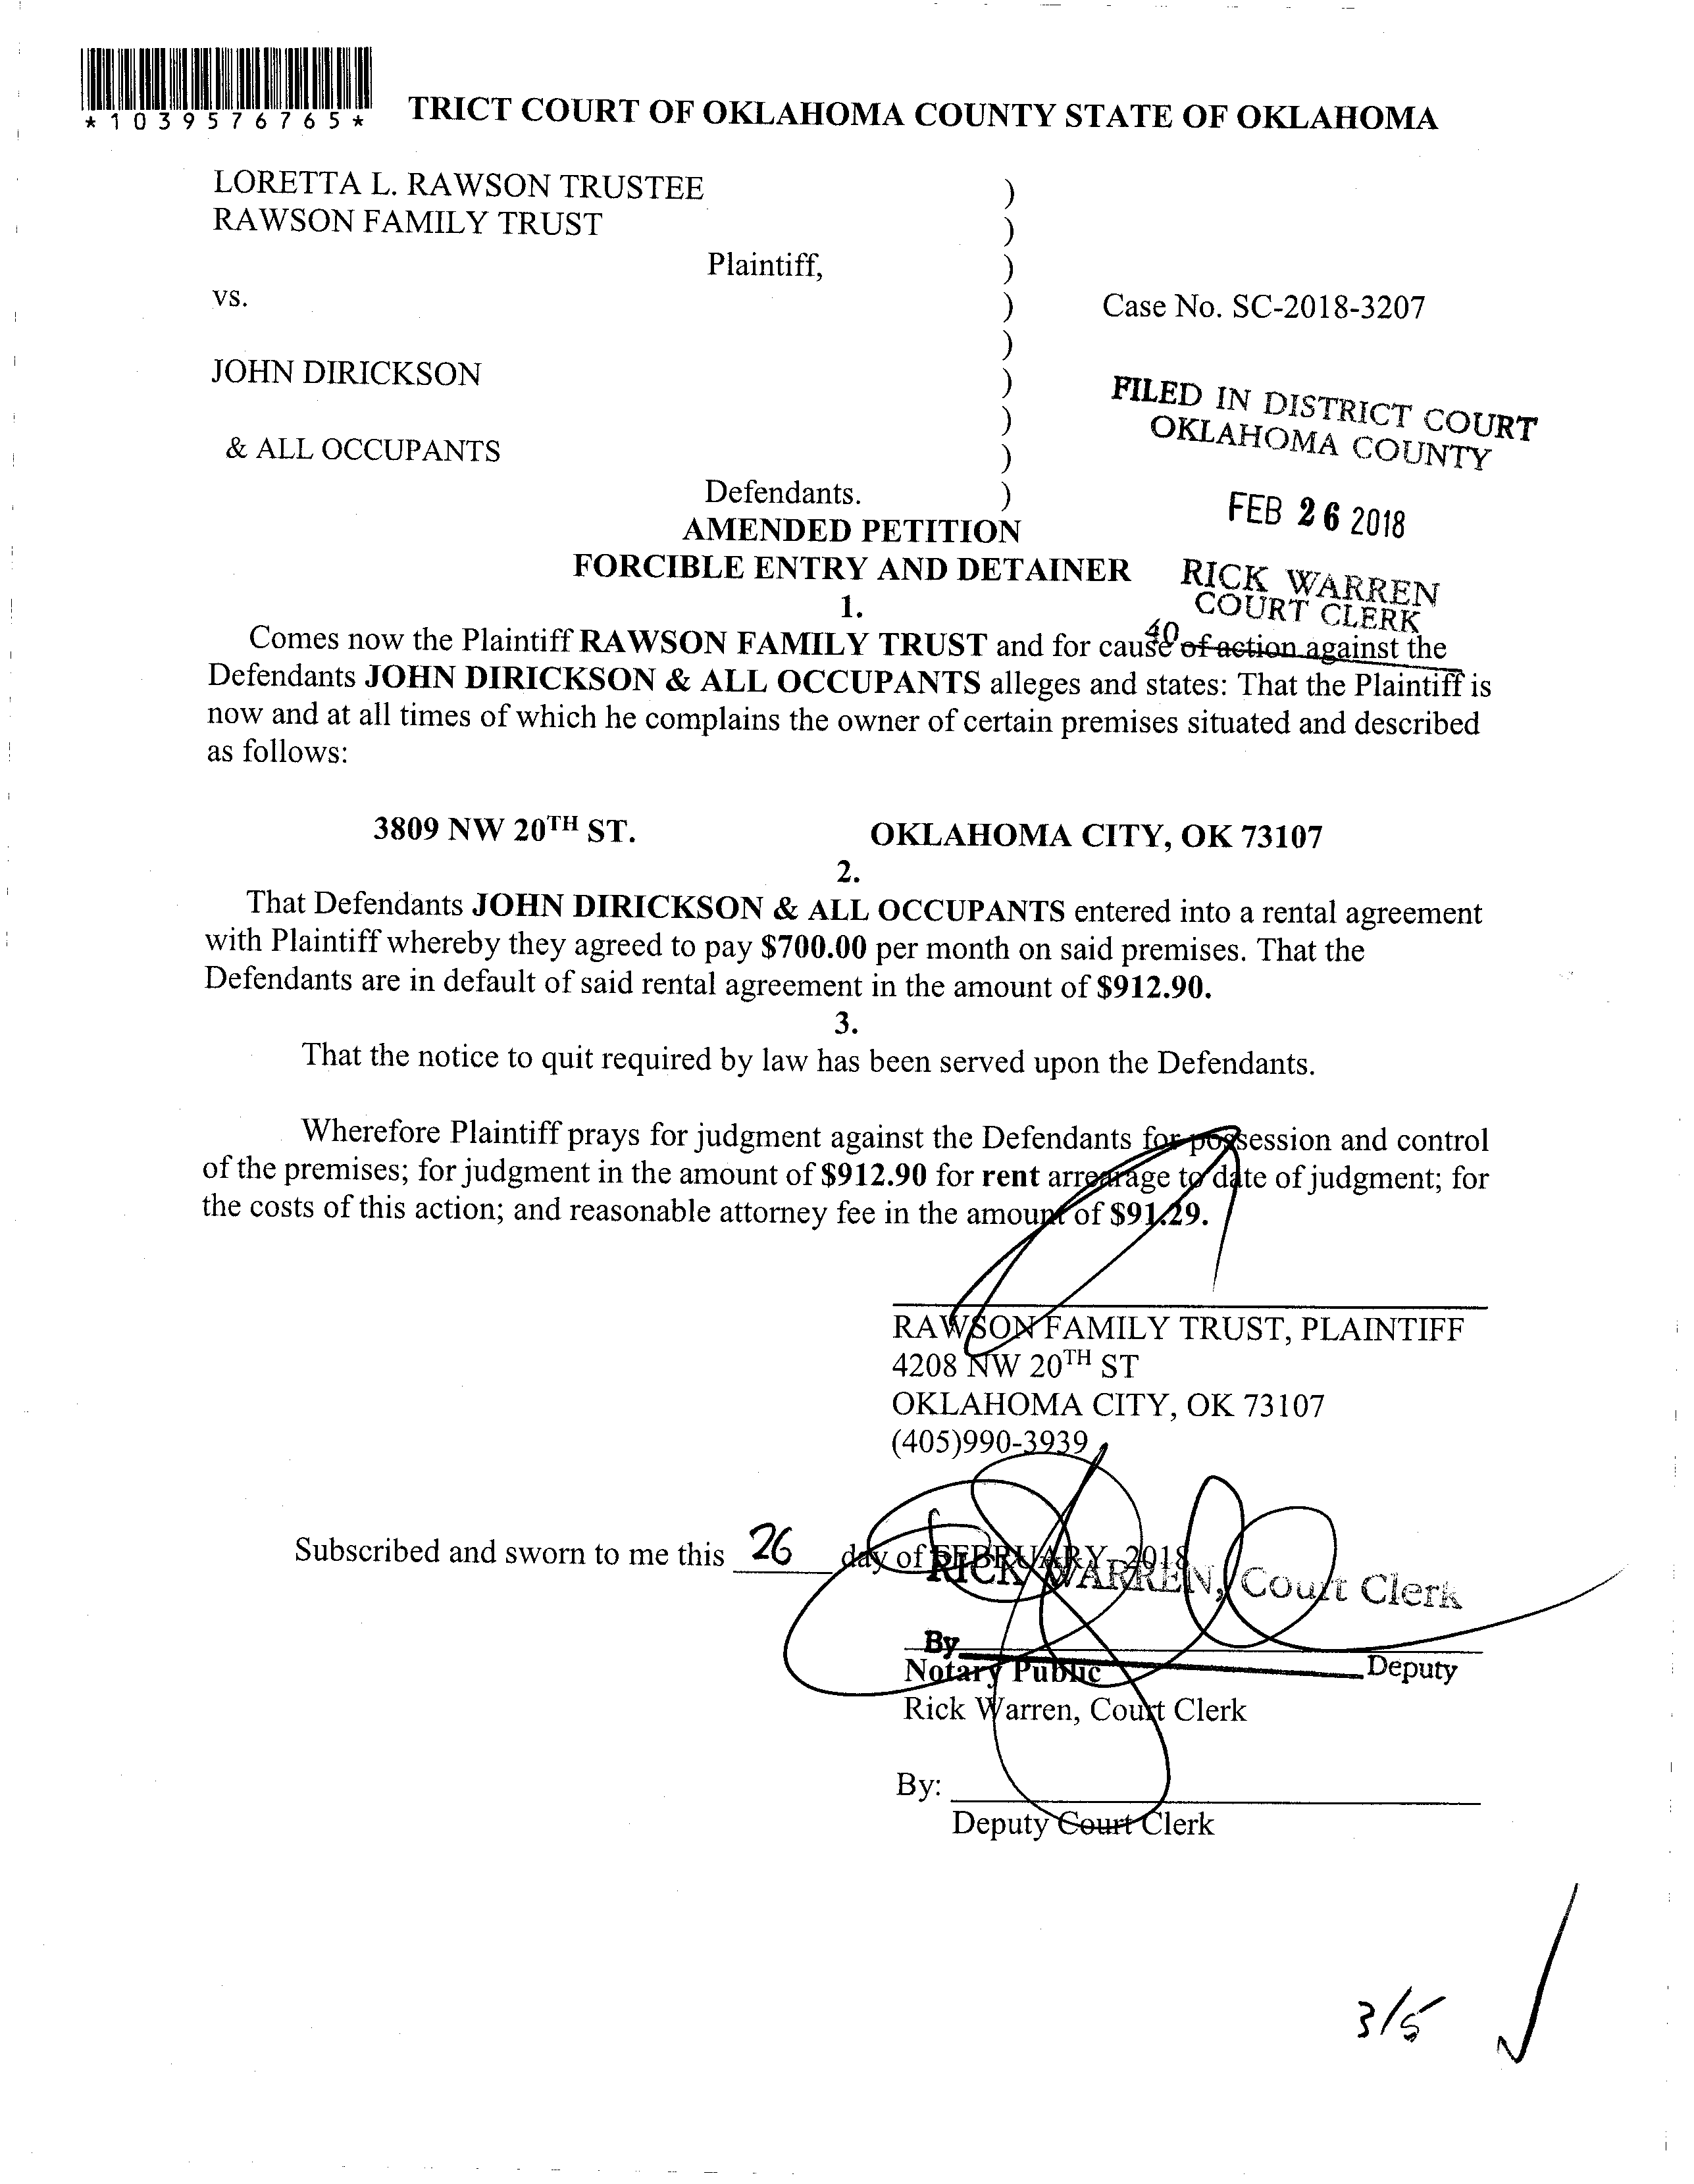 *1039576765*
TRICT COURT OF OKLAHOMA COUNTY STATE OF OKLAHOMA
LORETTA L. RAWSON TRUSTEE )
RAWSON FAMILY TRUST )
Plaintiff, )
vs. ) Case No. SC-2018-3207
)
JOHN DIRICKSON )
FILED IN DISTRICT COURT
) OKLAHOMA COUNTY
& ALL OCCUPANTS )
Defendants. )
FEB 26 2018
AMENDED PETITION
FORCIBLE ENTRY AND DETAINER
RICK WARREN
COURT CLERK
1.
40
Comes now the Plaintiff RAWSON FAMILY TRUST and for cause of action against the
Defendants JOHN DIRICKSON & ALL OCCUPANTS alleges and states: That the Plaintiff is
now and at all times of which he complains the owner of certain premises situated and described
as follows:
3809 NW 20TH ST. OKLAHOMA CITY, OK 73107
2.
That Defendants JOHN DIRICKSON & ALL OCCUPANTS entered into a rental agreement
with Plaintiff whereby they agreed to pay $700.00 per month on said premises. That the
Defendants are in default of said rental agreement in the amount of $912.90.
3.
That the notice to quit required by law has been served upon the Defendants.
Wherefore Plaintiff prays for judgment against the Defendants for possession and control
of the premises; for judgment in the amount of $912.90 for rent arrearage to date of judgment; for
the costs of this action; and reasonable attorney fee in the amount of $91.29.
RAWSON FAMILY TRUST, PLAINTIFF
4208 NW 20TH ST
OKLAHOMA CITY, OK 73107
(405)990-3939
Subscribed and sworn to me this 26 day of FEBRUARY, 2018
RICK WARREN, Court Clerk
By
Notary Public Deputy
Rick Warren, Court Clerk
By:
Deputy Court Clerk
3/5